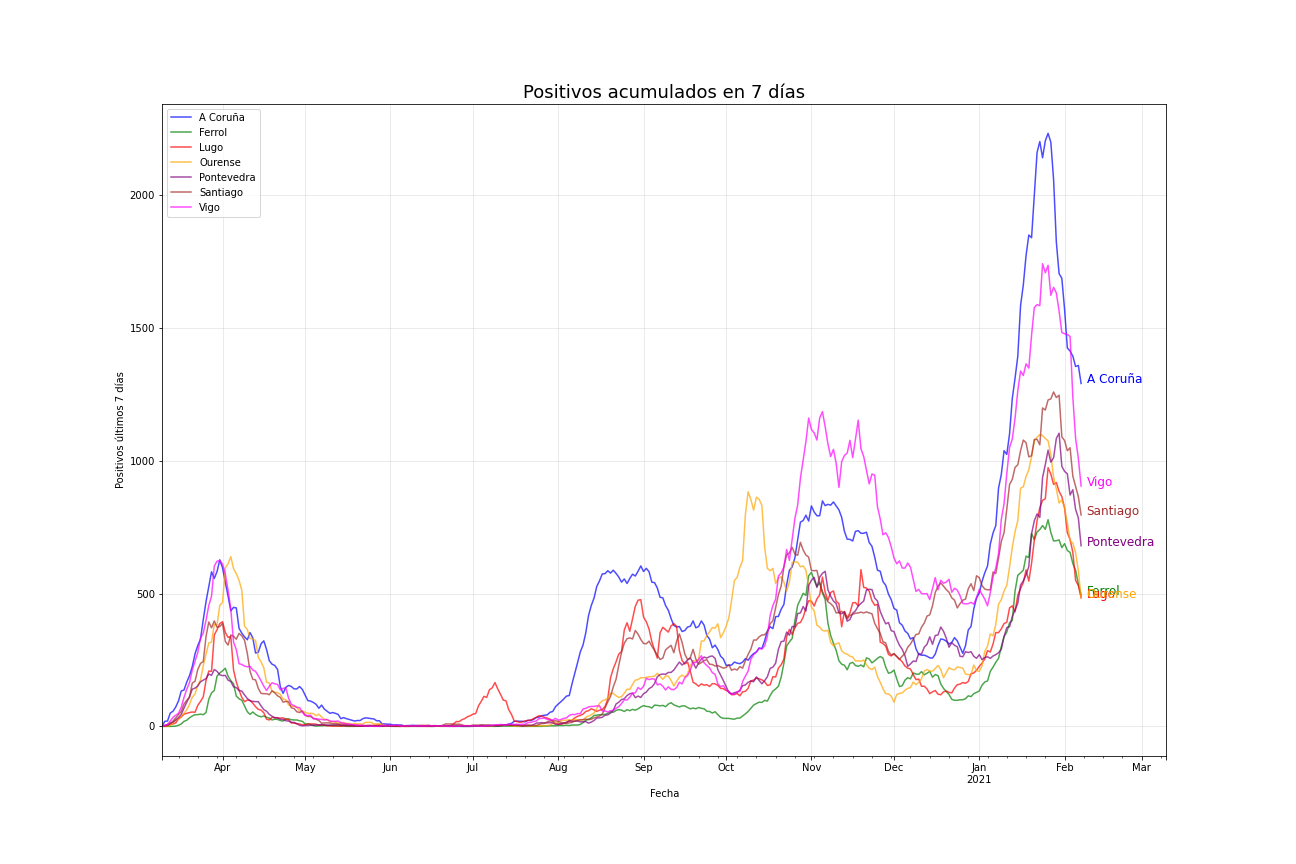 Positivos acumulados en 7 días
A Coruña
Ferrol
Lugo
Ourense
Pontevedra
Santiago
Vigo
2000
1500
1000
500
0
Positivos últimos 7 días
A Coruña
Vigo
Santiago
Pontevedra
Ferrol
Lugo
Ourense
Apr May Jun Jul Aug Sep Oct Nov Dec Jan Feb Mar
2021
Fecha